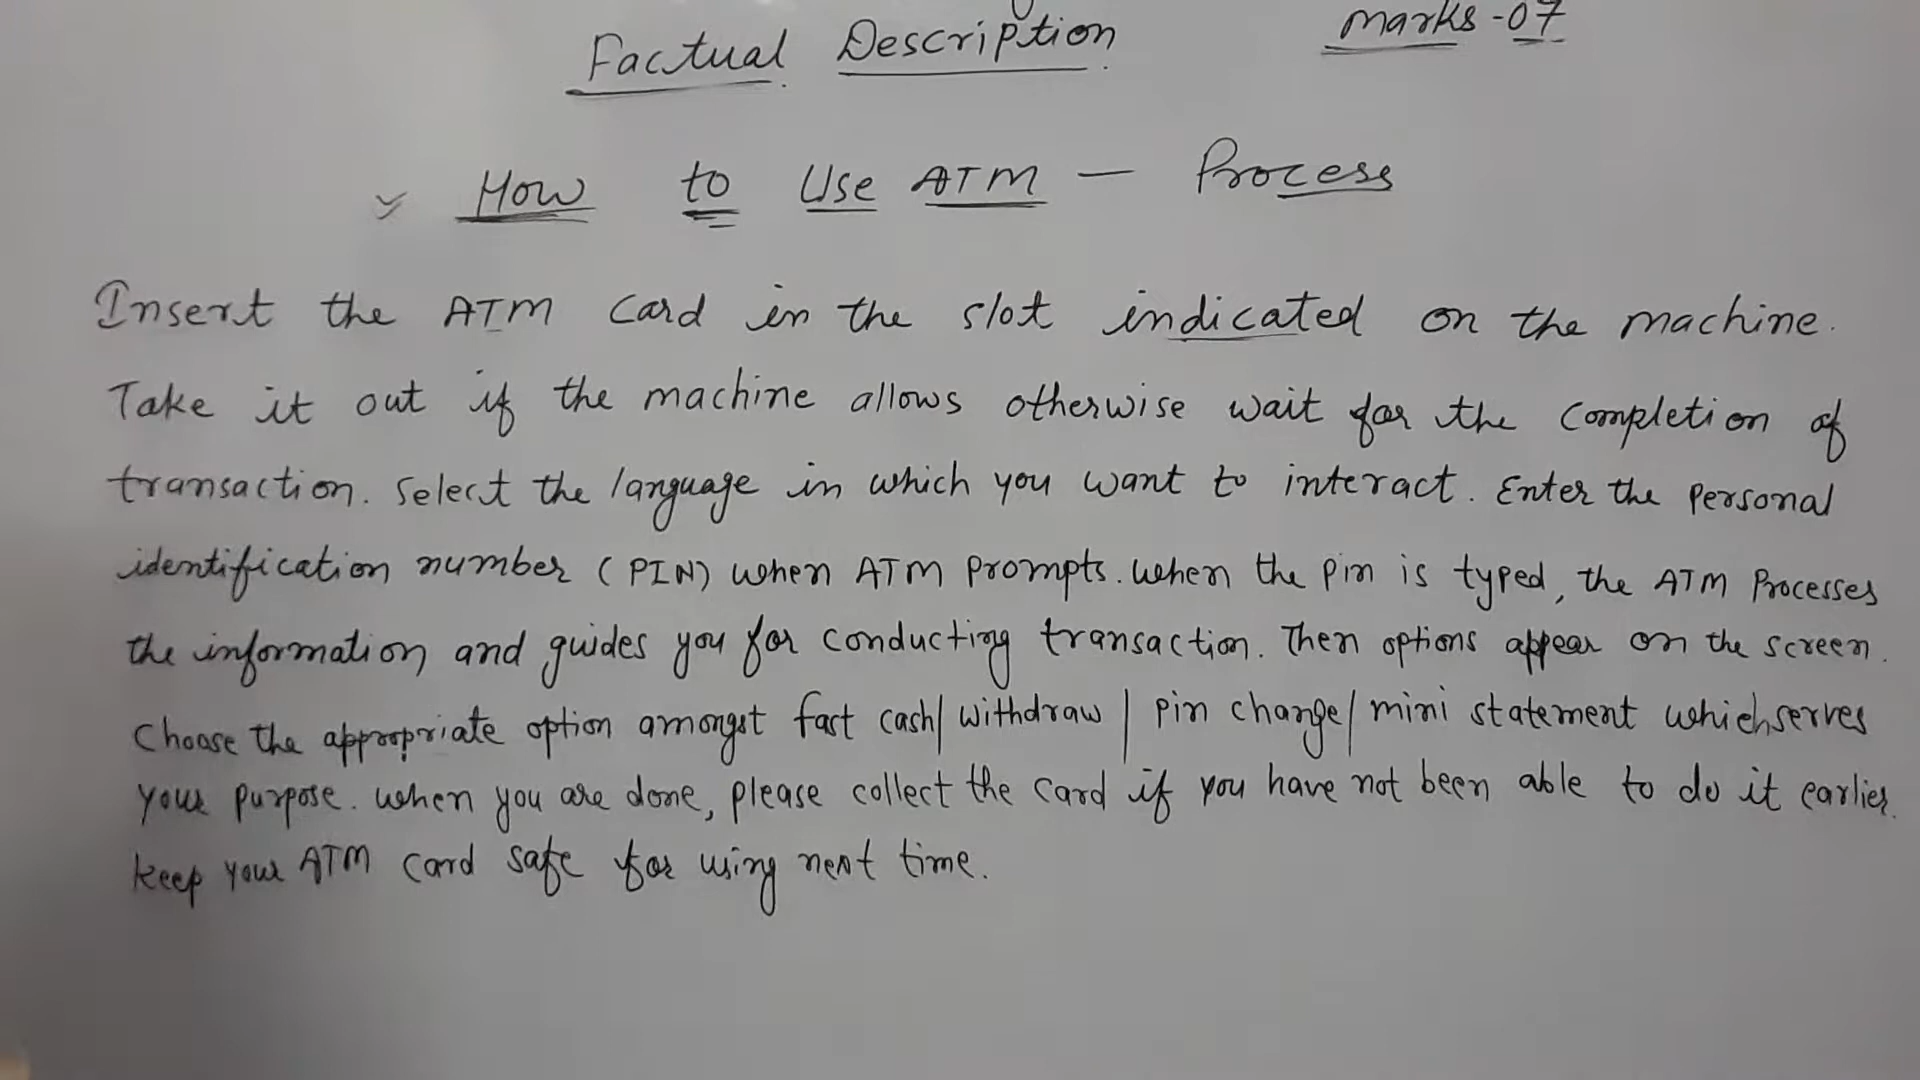 Factual Description marks-07
How to Use ATM - Process
Insert the ATM Card in the slot indicated on the machine.
Take it out if the machine allows otherwise wait for the completion of
transaction. Select the language in which you want to interact. Enter the Personal
identification number (PIN) when ATM Prompts. when the pin is typed, the ATM Processes
the information and guides you for conducting transaction. Then options appear on the screen.
Choose the appropriate option amongst fast cash/withdraw/pin change/mini statement which serves
your purpose. when you are done, please collect the card if you have not been able to do it earlier.
keep your ATM card safe for using next time.